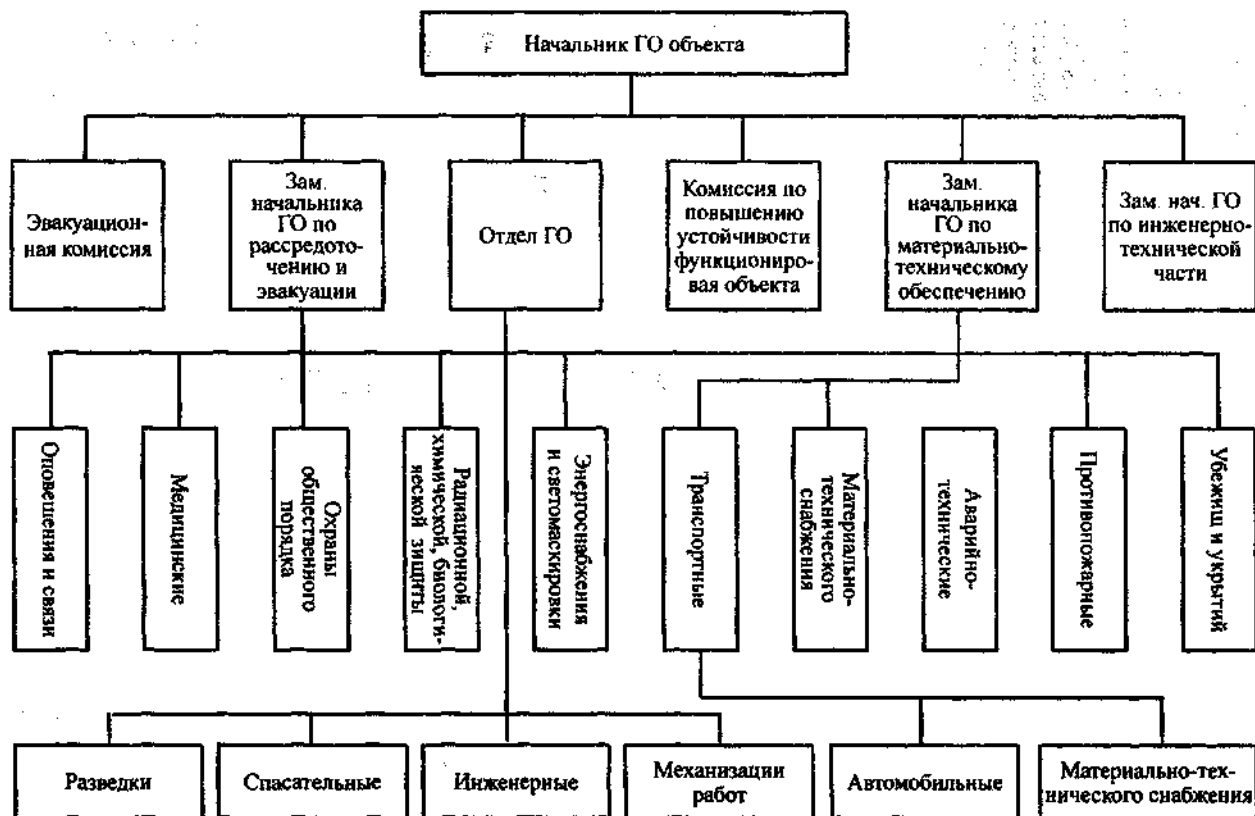 Начальник ГО объекта
Эвакуацион-
ная комиссия
Зам.
начальника
ГО по
рассредото-
чению и
эвакуации
Отдел ГО
Комиссия по
повышению
устойчивости
функциониро-
вая объекта
Зам.
начальника
ГО по
материально-
техническому
обеспечению
Зам. нач. ГО
по инженерно-
технической
части
Оповещения и связи
Медицинские
Охраны
общественного
порядка
Радиационной,
химической, биологи-
ческой зищиты
Энергоснабжения
и светомаскировки
Транспортные
Материально-
технического
снабжения
Аварийно-
технические
Противопожарные
Убежищ и укрытий
Разведки
Спасательные
Инженерные
Механизации
работ
Автомобильные
Материально-тех-
нического снабжения